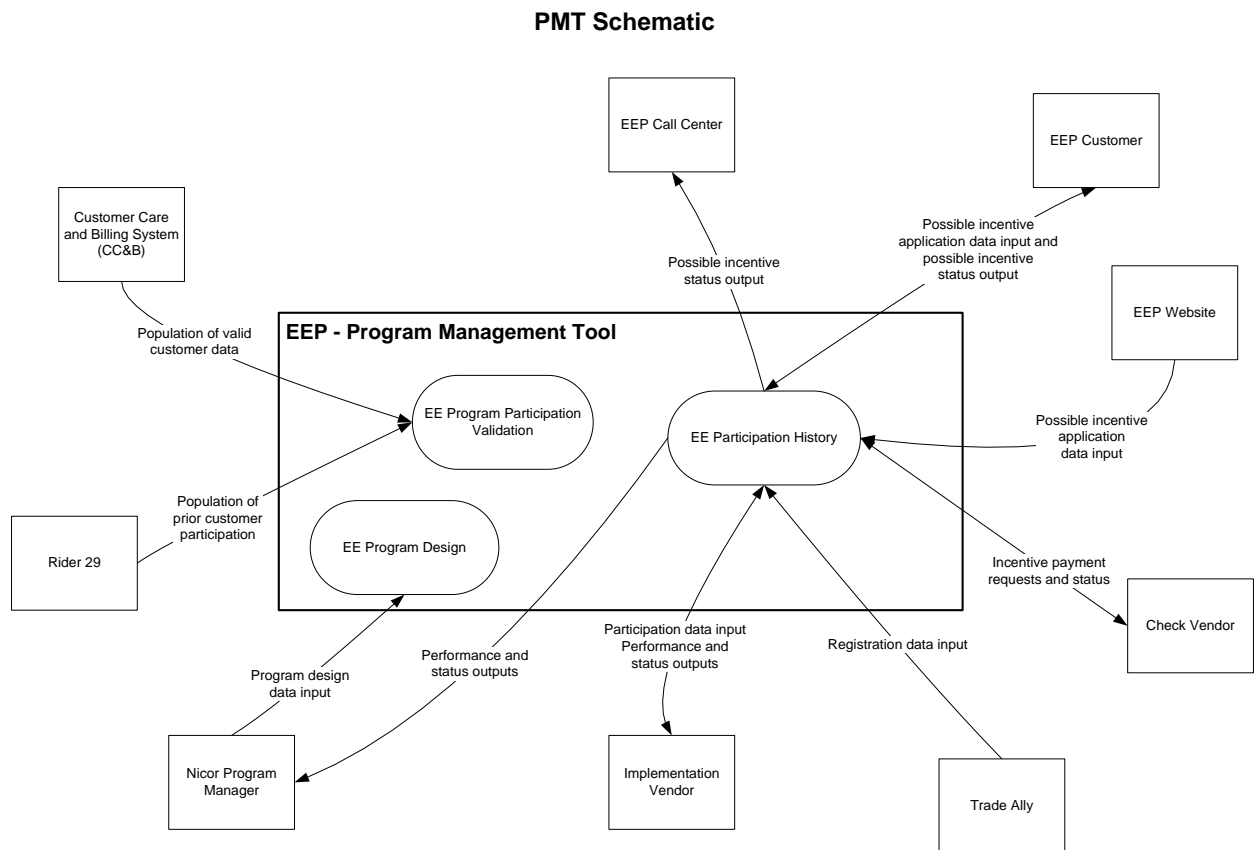 PMT Schematic
EEP Call Center
EEP Customer
Customer Care
and Billing System
(CC&B)
Possible incentive
application data input and
possible incentive
status output
Possible incentive
status output
EEP Website
Population of valid
customer data
EEP - Program Management Tool
EE Program Participation
Validation
EE Participation History
Possible incentive
application
data input
Population of
prior customer
participation
Rider 29
EE Program Design
Incentive payment
requests and status
Check Vendor
Participation data input
Performance and
status outputs
Registration data input
Performance and
status outputs
Program design
data input
Nicor Program
Manager
Implementation
Vendor
Trade Ally